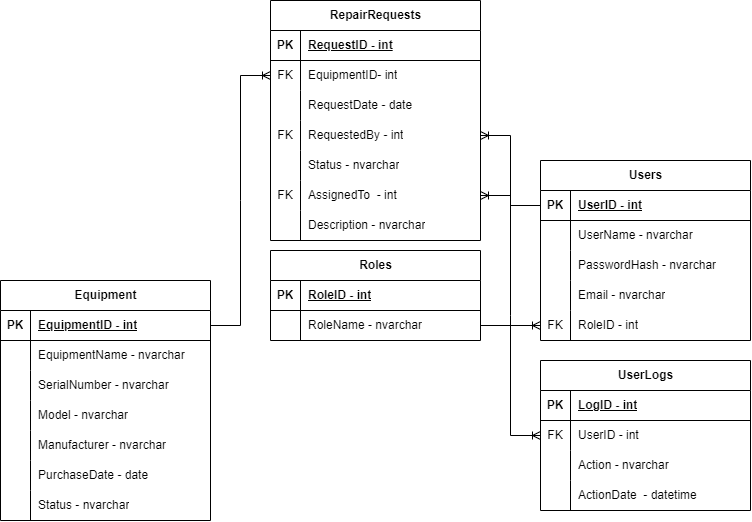 RepairRequests
PK RequestID - int
FK EquipmentID- int
RequestDate - date
FK RequestedBy - int
Status - nvarchar
FK AssignedTo  - int
Description - nvarchar
Users
PK UserID - int
UserName - nvarchar
PasswordHash - nvarchar
Email - nvarchar
FK RoleID - int
Roles
PK RoleID - int
RoleName - nvarchar
Equipment
PK EquipmentID - int
EquipmentName - nvarchar
SerialNumber - nvarchar
Model - nvarchar
Manufacturer - nvarchar
PurchaseDate - date
Status - nvarchar
UserLogs
PK LogID - int
FK UserID - int
Action - nvarchar
ActionDate  - datetime